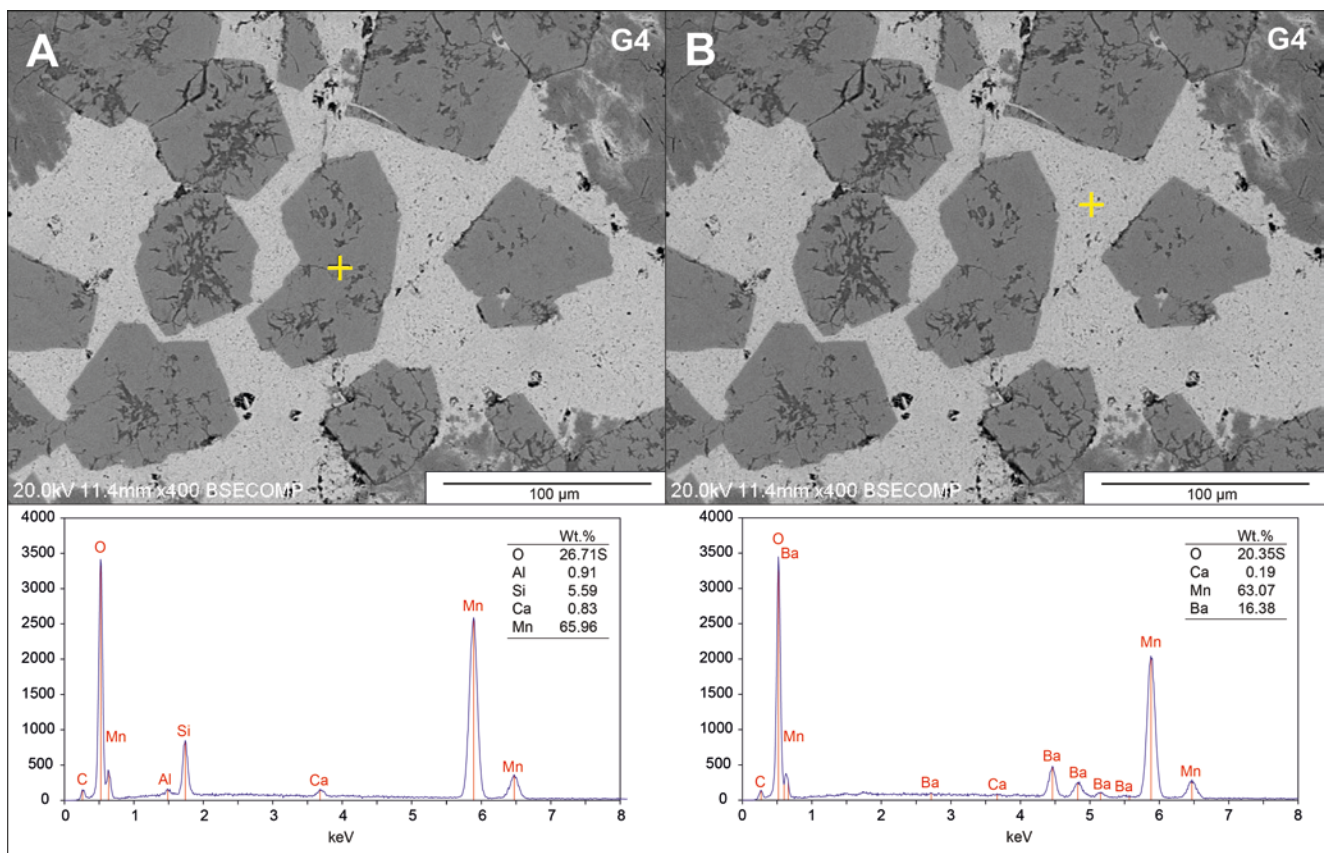 A
G4
20.0kV 11.4mm x400 BSECOMP
100 µm
B
G4
20.0kV 11.4mm x400 BSECOMP
100 µm
4000
3500
3000
2500
2000
1500
1000
500
0
C
O
Mn
Al
Si
Ca
Mn
Mn
Wt.%
O 26.71S
Al 0.91
Si 5.59
Ca 0.83
Mn 65.96
0 1 2 3 4 5 6 7 8
keV
4000
3500
3000
2500
2000
1500
1000
500
0
C
O
Ba
Mn
Ba
Ca
Ba
Ba
Ba
Ba
Mn
Mn
Wt.%
O 20.35S
Ca 0.19
Mn 63.07
Ba 16.38
0 1 2 3 4 5 6 7 8
keV